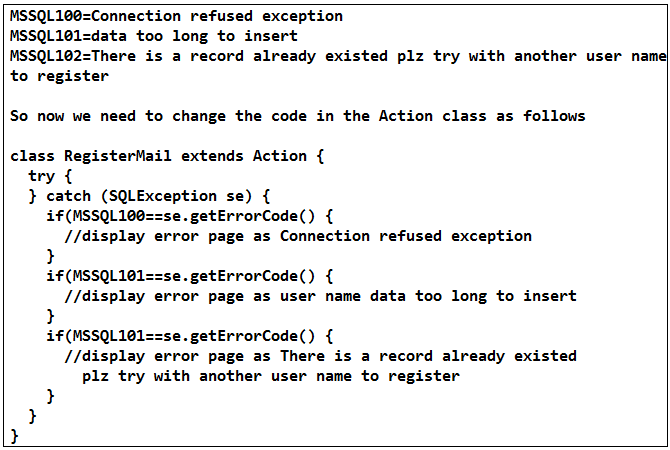 MSSQL100=Connection refused exception
MSSQL101=data too long to insert
MSSQL102=There is a record already existed plz try with another user name
to register
So now we need to change the code in the Action class as follows
class RegisterMail extends Action {
try {
} catch (SQLException se) {
if(MSSQL100==se.getErrorCode() {
//display error page as Connection refused exception
}
if(MSSQL101==se.getErrorCode() {
//display error page as user name data too long to insert
}
if(MSSQL101==se.getErrorCode() {
//display error page as There is a record already existed
plz try with another user name to register
}
}
}